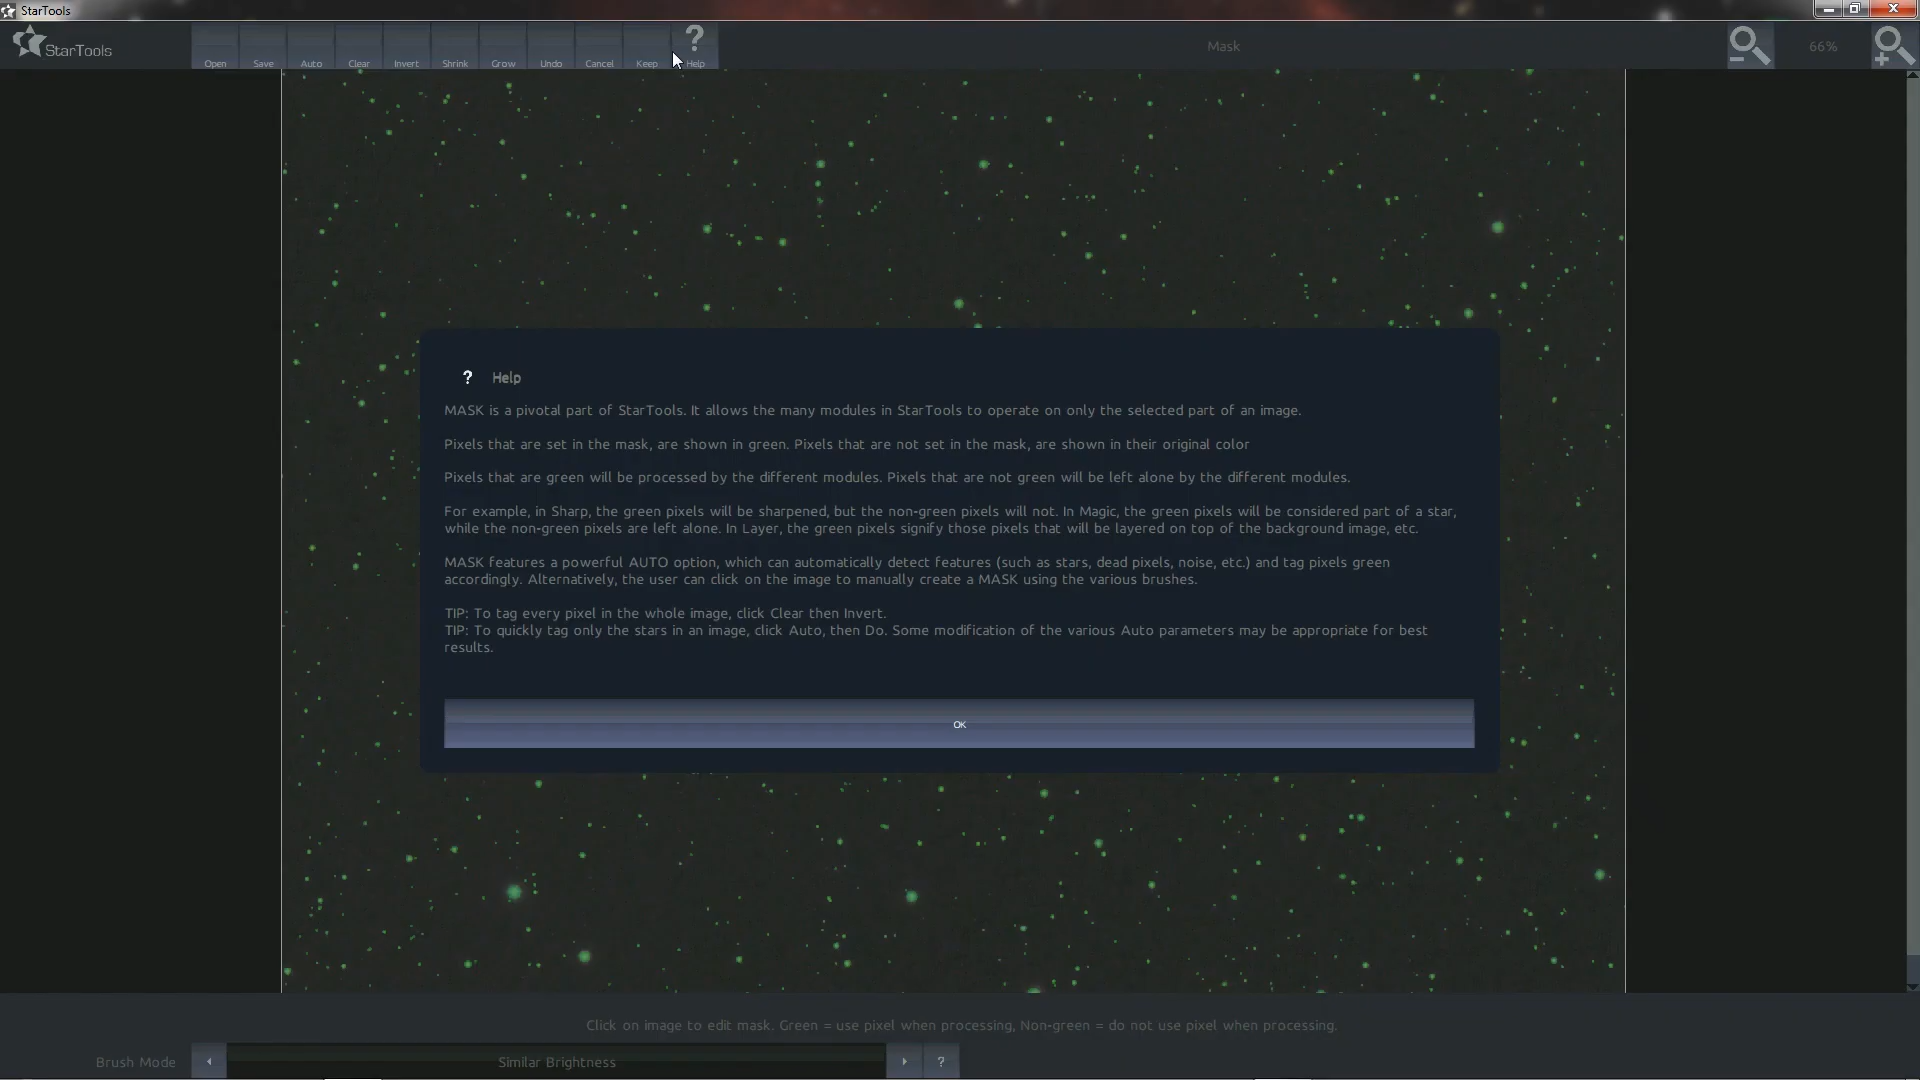 StarTools
StarTools
Open Save Auto Clear Invert Shrink Grow Undo Cancel Keep ? Help
Mask
66%
? Help
MASK is a pivotal part of StarTools. It allows the many modules in StarTools to operate on only the selected part of an image.
Pixels that are set in the mask, are shown in green. Pixels that are not set in the mask, are shown in their original color
Pixels that are green will be processed by the different modules. Pixels that are not green will be left alone by the different modules.
For example, in Sharp, the green pixels will be sharpened, but the non-green pixels will not. In Magic, the green pixels will be considered part of a star,
while the non-green pixels are left alone. In Layer, the green pixels signify those pixels that will be layered on top of the background image, etc.
MASK features a powerful AUTO option, which can automatically detect features (such as stars, dead pixels, noise, etc.) and tag pixels green
accordingly. Alternatively, the user can click on the image to manually create a MASK using the various brushes.
TIP: To tag every pixel in the whole image, click Clear then Invert.
TIP: To quickly tag only the stars in an image, click Auto, then Do. Some modification of the various Auto parameters may be appropriate for best
results.
OK
Click on image to edit mask. Green = use pixel when processing, Non-green = do not use pixel when processing.
Brush Mode Similar Brightness ?